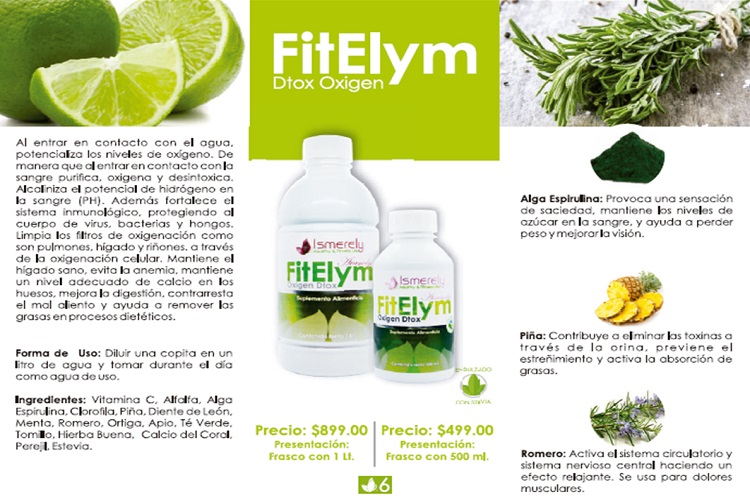 FitElym
Dtox Oxigen
Al entrar en contacto con el agua,
potencializa los niveles de oxígeno. De
manera que al entrar en contacto con la
sangre purifica, oxigena y desintoxica.
Alcaliniza el potencial de hidrógeno en
la sangre (PH). Además fortalece el
sistema inmunológico, protegiendo al
cuerpo de virus, bacterias y hongos.
Limpia los filtros de oxigenación como
son pulmones, hígado y riñones, a través
de la oxigenación celular. Mantiene el
hígado sano, evita la anemia, mantiene
un nivel adecuado de calcio en los
huesos, mejora la digestión, contrarresta
el mal aliento y ayuda a remover las
grasas en procesos dietéticos.
Forma de Uso: Diluir una copita en un
litro de agua y tomar durante el día
como agua de uso.
Ingredientes: Vitamina C, Alfalfa, Alga
Espirulina, Clorofila, Piña, Diente de León,
Menta, Romero, Ortiga, Apio, Té Verde,
Tomillo, Hierba Buena, Calcio del Coral,
Perejil, Estevia.
Ismerely
FitElym
Oxigen Dtox
Suplemento Alimenticio
Ismerely
FitElym
Oxigen Dtox
Suplemento Alimenticio
ENDULZADO
CON STEVIA
Precio: $899.00
Presentación:
Frasco con 1 Lt.
Precio: $499.00
Presentación:
Frasco con 500 ml.
6
Alga Espirulina: Provoca una sensación
de saciedad, mantiene los niveles de
azúcar en la sangre, y ayuda a perder
peso y mejorar la visión.
Piña: Contribuye a eliminar las toxinas a
través de la orina, previene el
estreñimiento y activa la absorción de
grasas.
Romero: Activa el sistema circulatorio y
sistema nervioso central haciendo un
efecto relajante. Se usa para dolores
musculares.